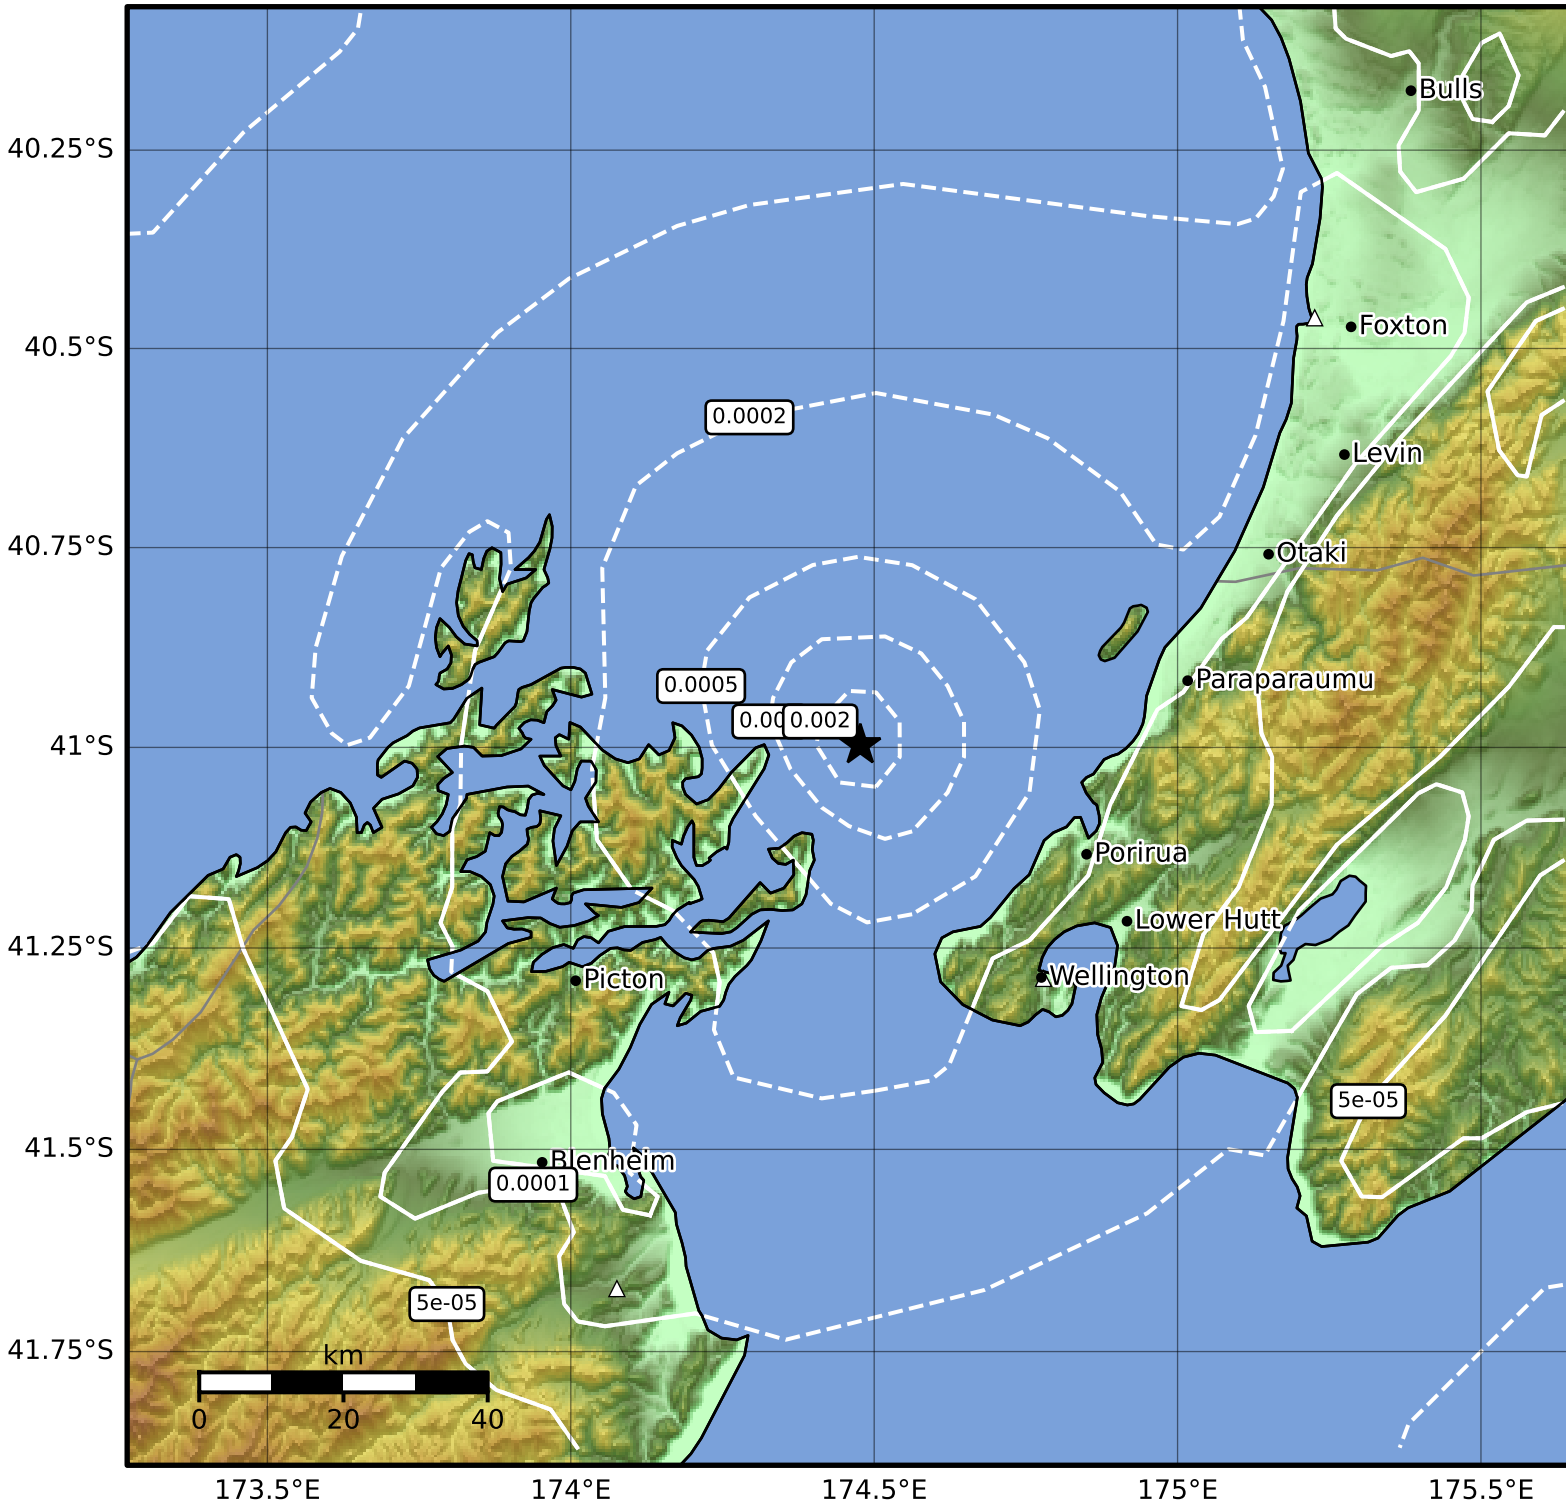 Bulls
40.25°S
Foxton
40.5°S
0.0002
Levin
Otaki
40.75°S
Paraparaumu
0.0005
0.002
41°S
Porirua
Lower Hutt
41.25°S
Wellington
Picton
5e-05
41.5°S
Blenheim
0.0001
5e-05
41.75°S
km
0 20 40
173.5°E 174°E 174.5°E 175°E 175.5°E